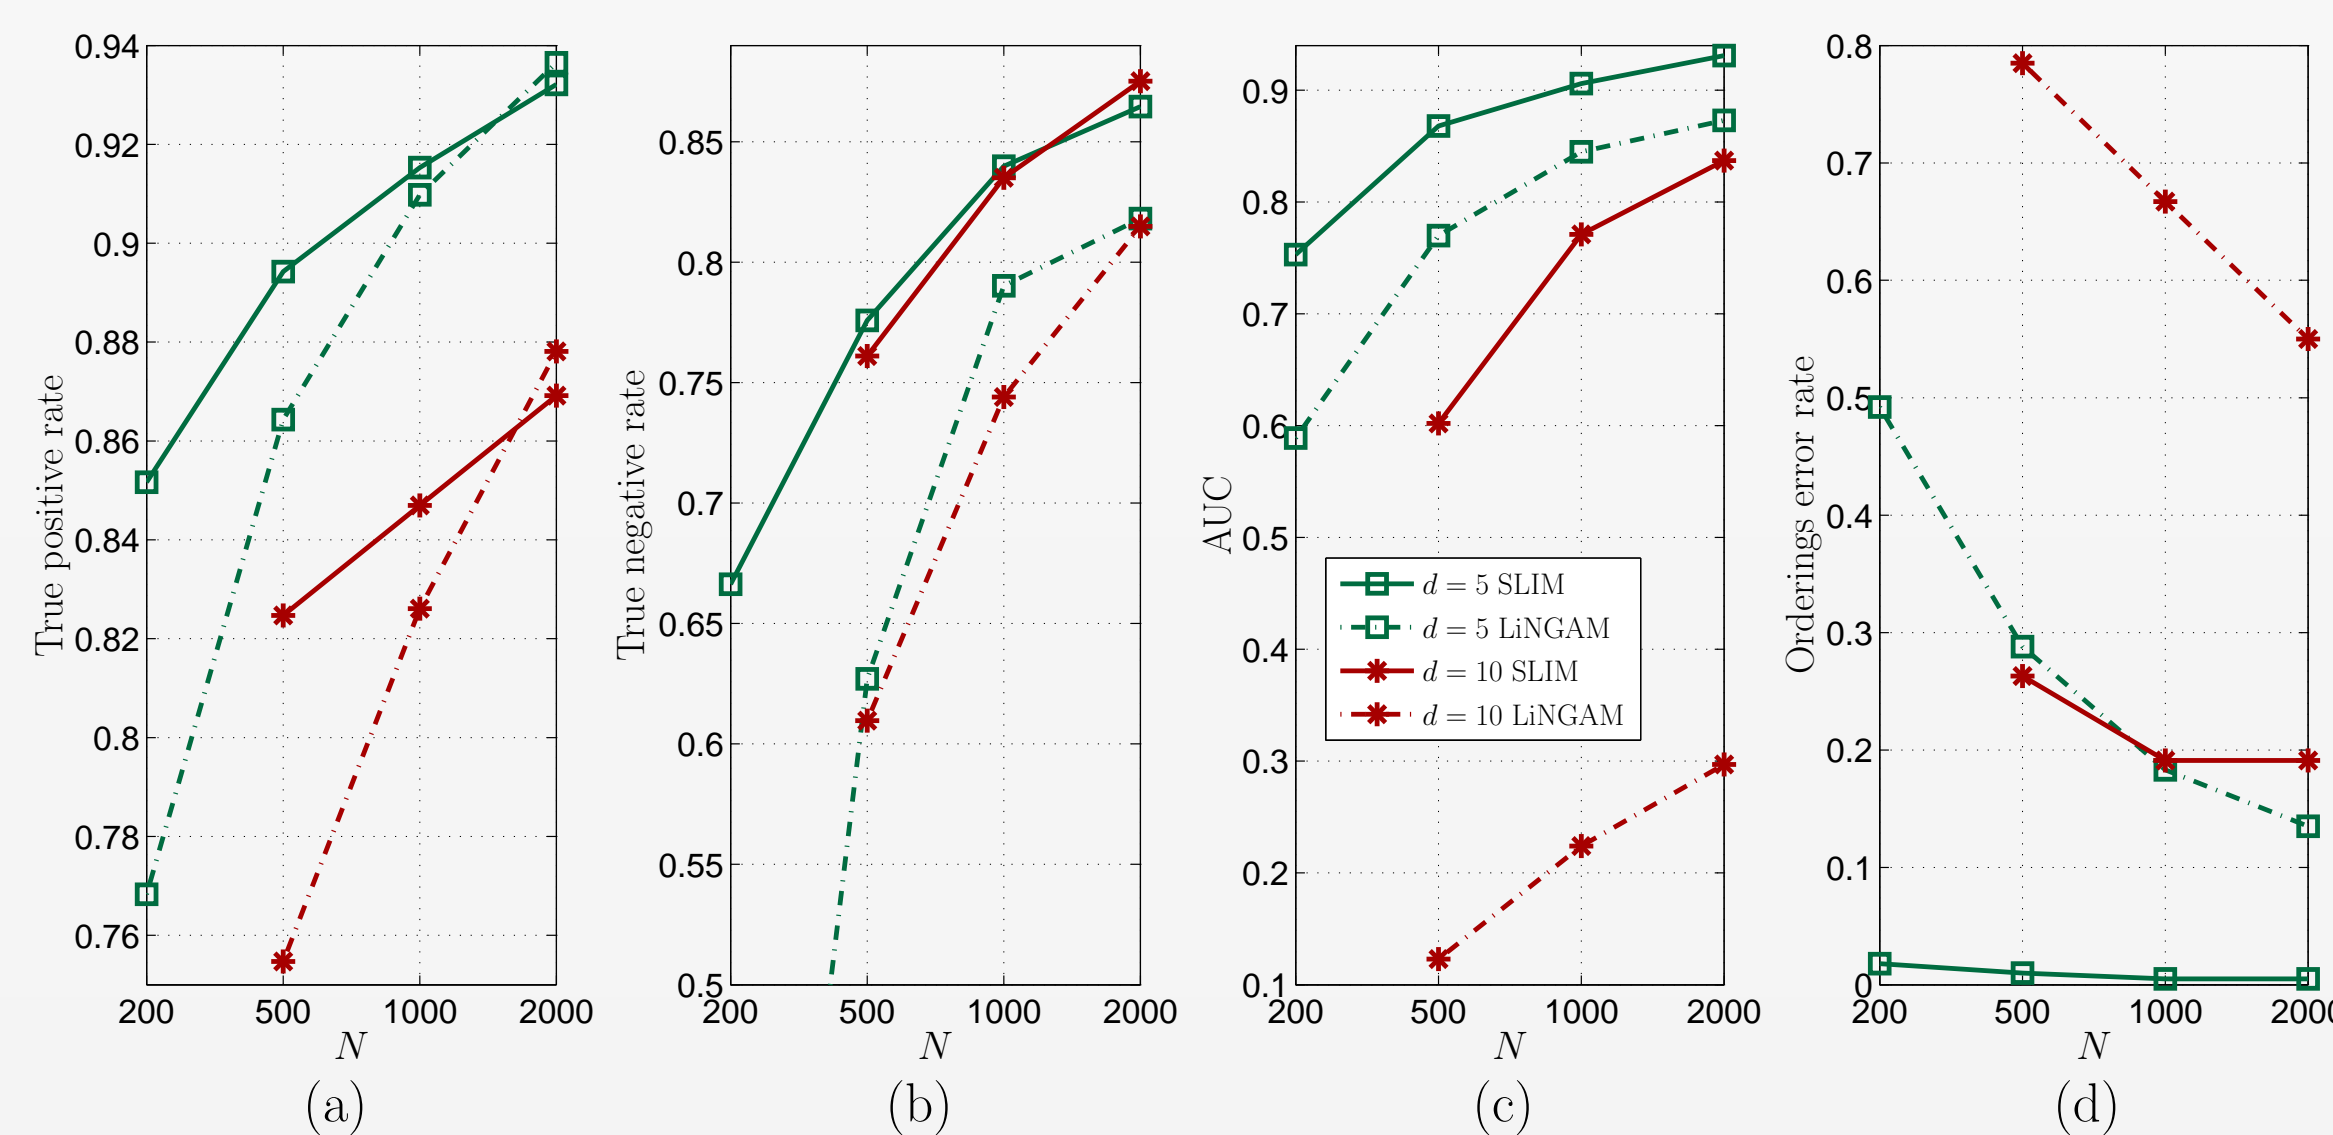 True positive rate
0.94
0.92
0.9
0.88
0.86
0.84
0.82
0.8
0.78
0.76
200 500 1000 2000
N
(a)
True negative rate
0.85
0.8
0.75
0.7
0.65
0.6
0.55
0.5
200 500 1000 2000
N
(b)
AUC
0.9
0.8
0.7
0.6
0.5
0.4
0.3
0.2
0.1
d = 5 SLIM
d = 5 LiNGAM
d = 10 SLIM
d = 10 LiNGAM
200 500 1000 2000
N
(c)
Orderings error rate
0.8
0.7
0.6
0.5
0.4
0.3
0.2
0.1
0
200 500 1000 2000
N
(d)